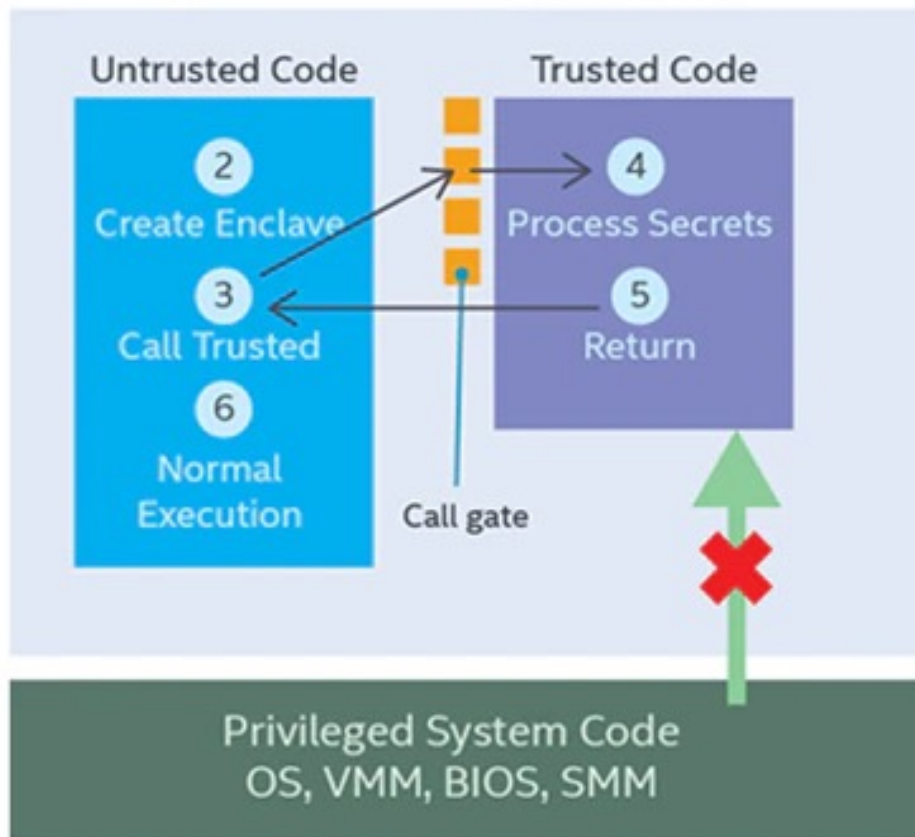 Untrusted Code
Trusted Code
2
Create Enclave
3
Call Trusted
6
Normal
Execution
4
Process Secrets
5
Return
Call gate
Privileged System Code
OS, VMM, BIOS, SMM